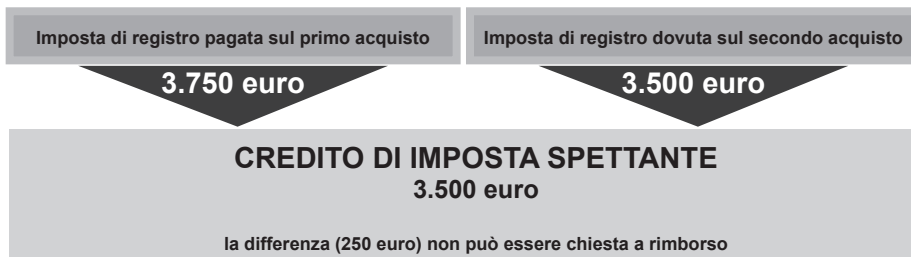 Imposta di registro pagata sul primo acquisto
Imposta di registro dovuta sul secondo acquisto
3.750 euro
3.500 euro
CREDITO DI IMPOSTA SPETTANTE
3.500 euro
la differenza (250 euro) non può essere chiesta a rimborso